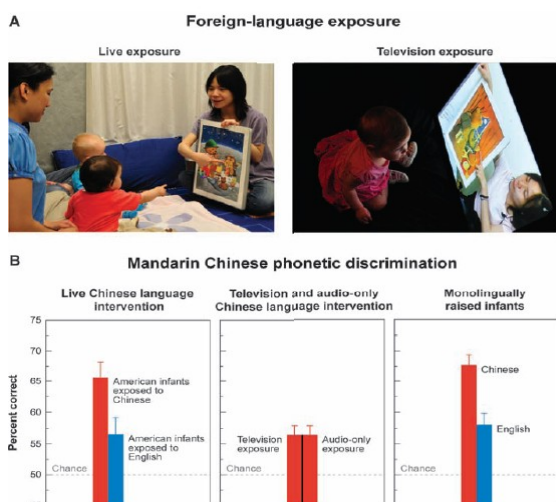 A
Foreign-language exposure
Live exposure
Television exposure
B
Mandarin Chinese phonetic discrimination
Live Chinese language
intervention
Television and audio-only
Chinese language intervention
Monolingually
raised infants
Percent correct
75
70
65
60
55
50
American infants
exposed to
Chinese
American infants
exposed to
English
Chance
Television
exposure
Audio-only
exposure
Chance
Chinese
English
Chance